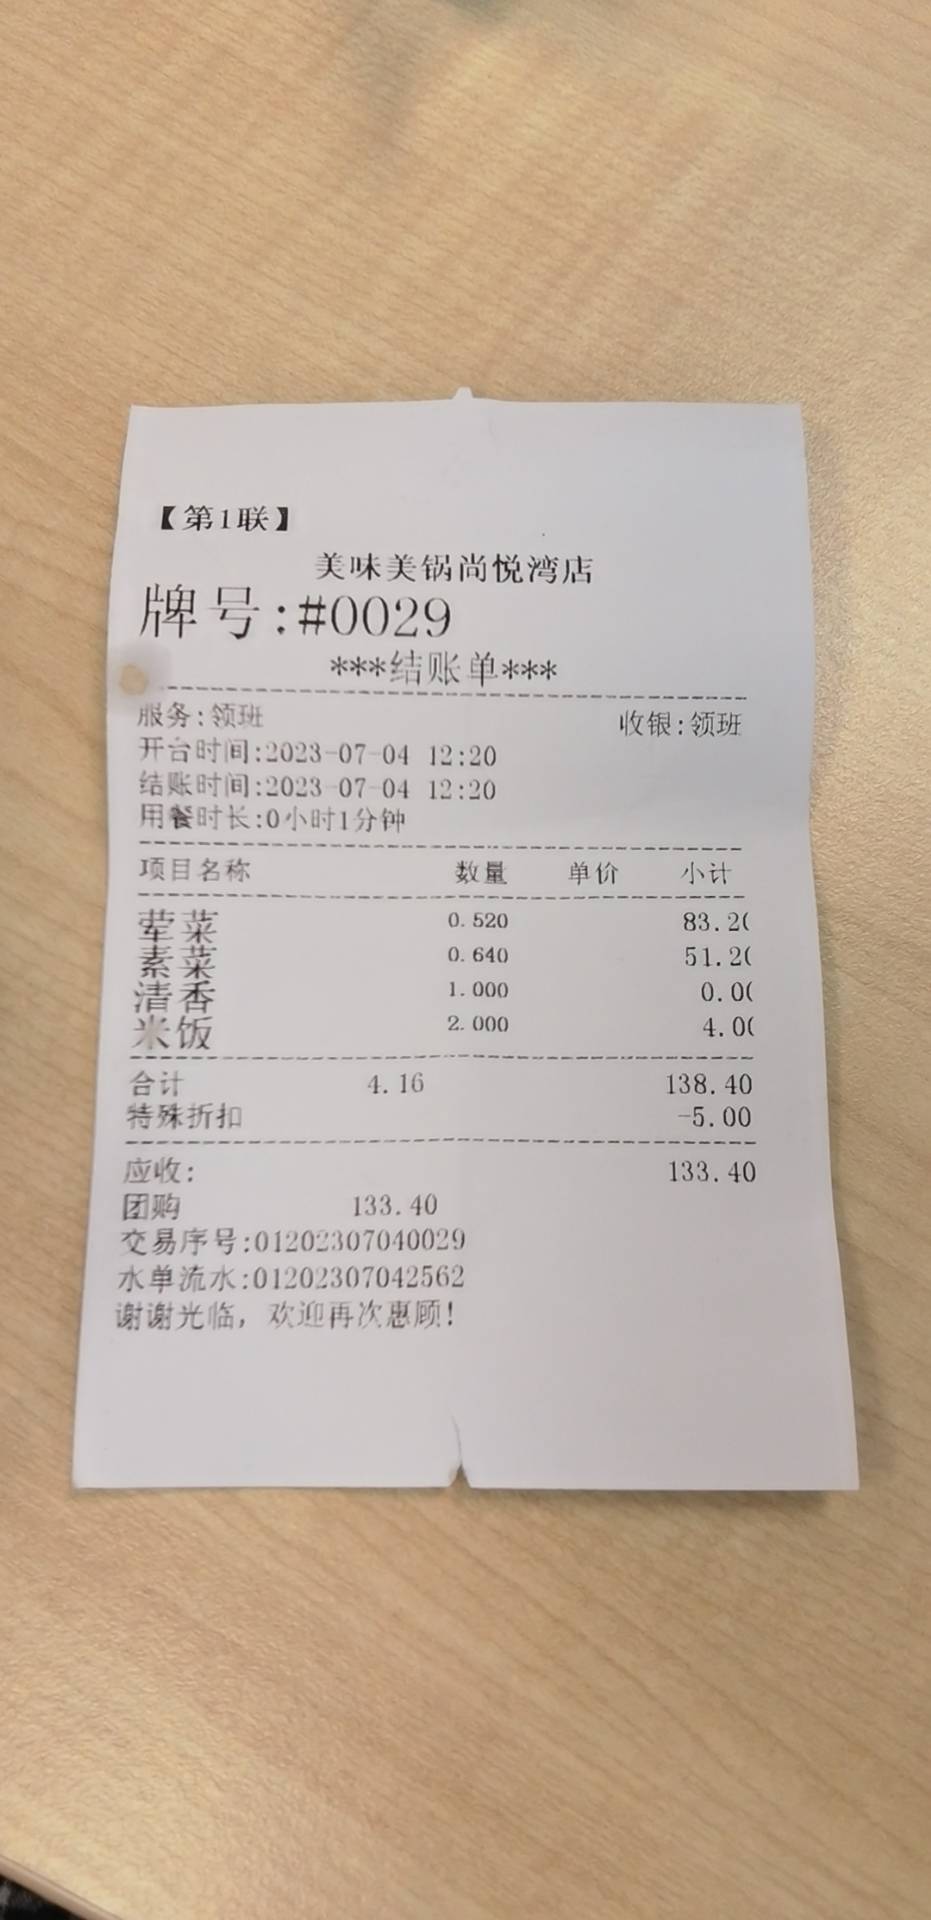 【第1联】
美味美锅尚悦湾店
牌号:#0029
***结账单***
服务:领班 收银:领班
开台时间:2023-07-04 12:20
结账时间:2023-07-04 12:20
用餐时长:0小时1分钟
项目名称 数量 单价 小计
荤菜 0.520 83.20
素菜 0.640 51.20
清香 1.000 0.00
米饭 2.000 4.00
合计 4.16 138.40
特殊折扣 -5.00
应收: 133.40
团购 133.40
交易序号:01202307040029
水单流水:01202307042562
谢谢光临，欢迎再次惠顾!